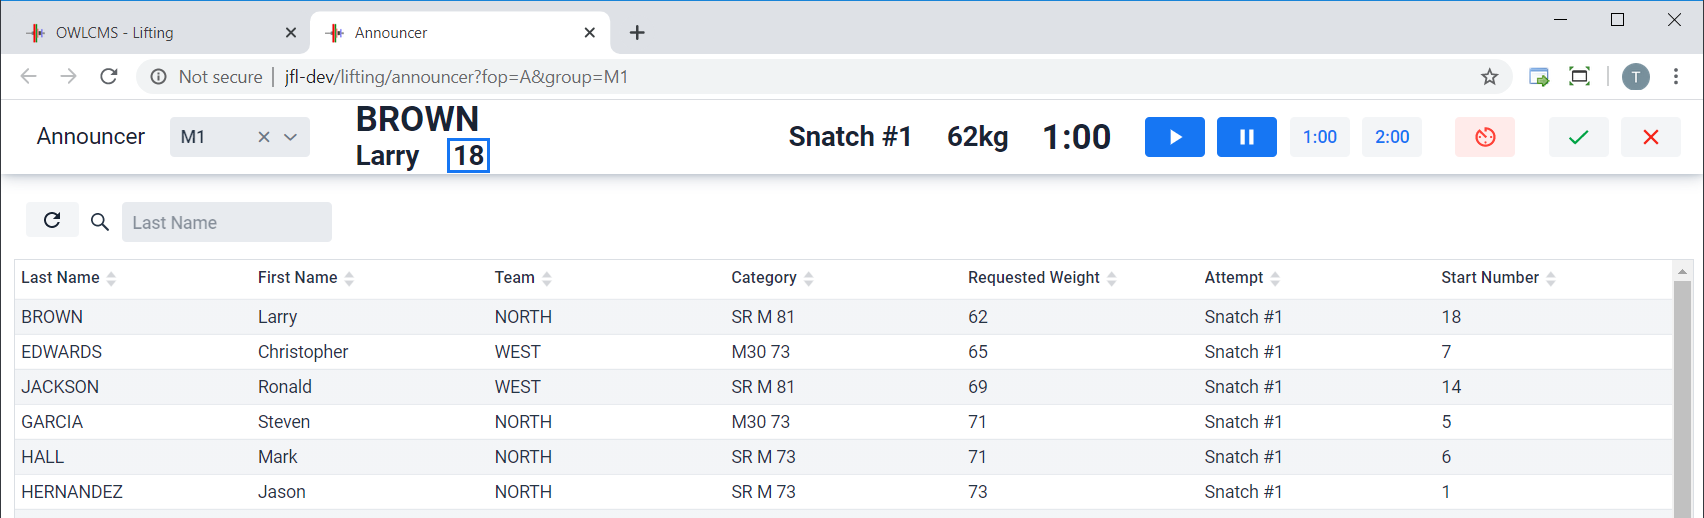 OWLCMS - Lifting
Announcer
Not secure | jfl-dev/lifting/announcer?fop=A&group=M1
T
Announcer
M1
BROWN
Larry 18
Snatch #1 62kg 1:00
1:00 2:00
Last Name
Last Name First Name Team Category Requested Weight Attempt Start Number
BROWN Larry NORTH SR M 81 62 Snatch #1 18
EDWARDS Christopher WEST M30 73 65 Snatch #1 7
JACKSON Ronald WEST SR M 81 69 Snatch #1 14
GARCIA Steven NORTH M30 73 71 Snatch #1 5
HALL Mark NORTH SR M 73 71 Snatch #1 6
HERNANDEZ Jason NORTH SR M 73 73 Snatch #1 1